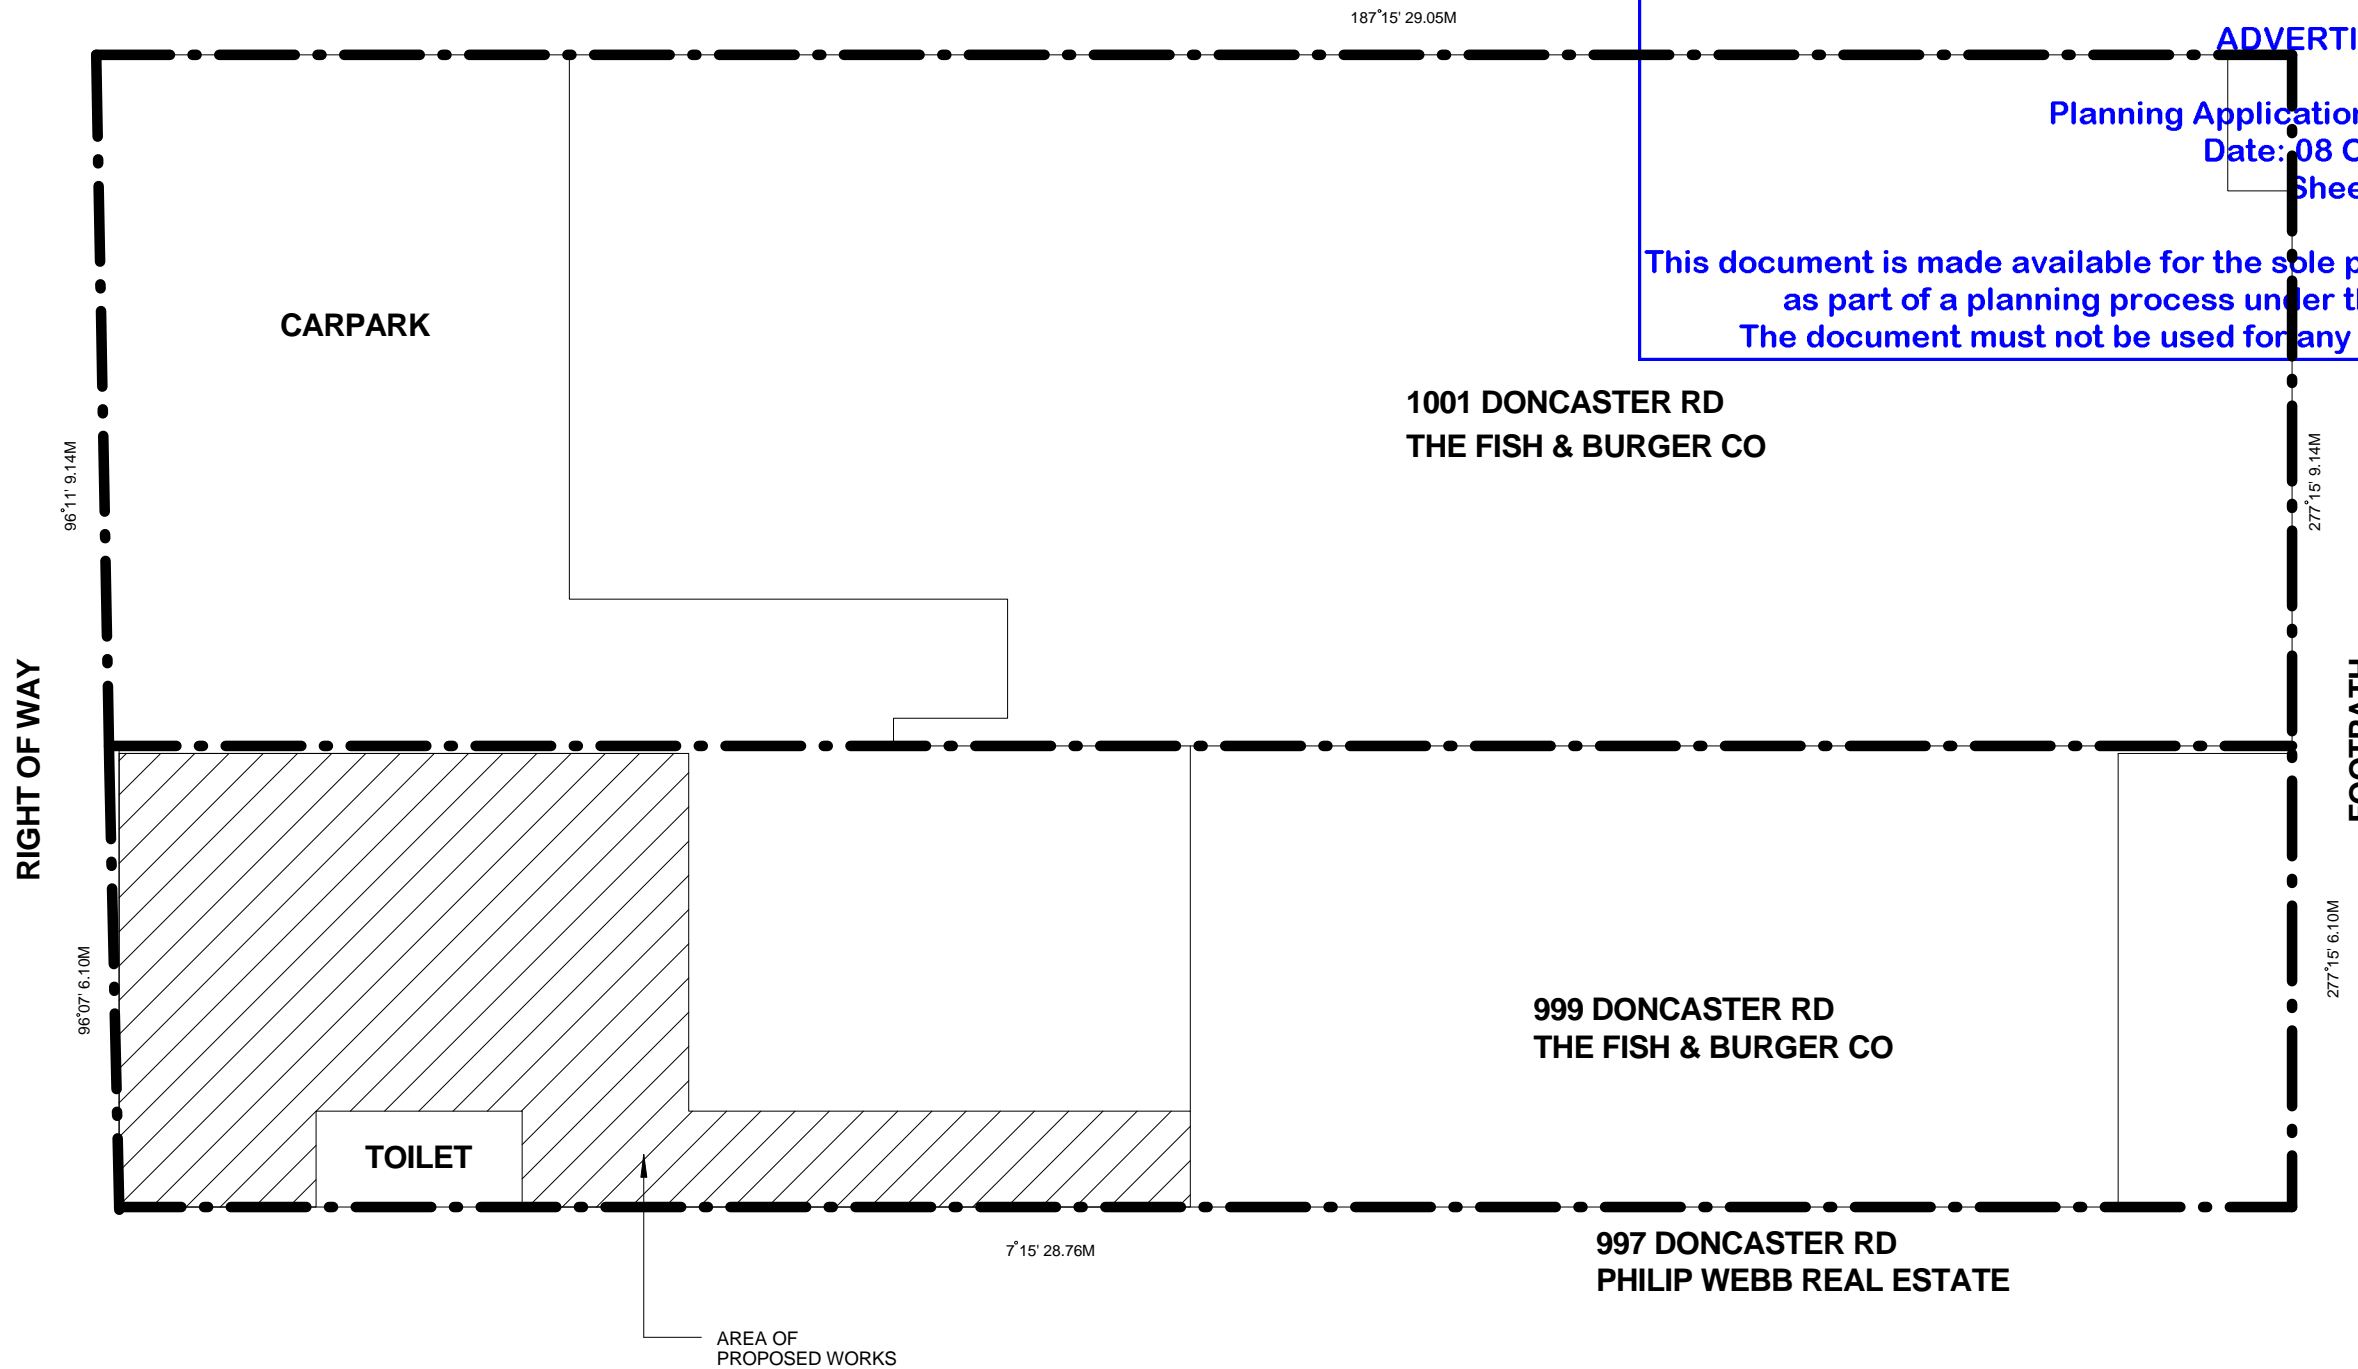 187°15' 29.05M
ADVERTI
Planning Application
Date: 08 O
Shee
This document is made available for the sole p
as part of a planning process under th
The document must not be used for any
CARPARK
1001 DONCASTER RD
THE FISH & BURGER CO
96°11' 9.14M
277°15' 9.14M
RIGHT OF WAY
FOOTPATH
96°07' 6.10M
277°15' 6.10M
999 DONCASTER RD
THE FISH & BURGER CO
TOILET
7°15' 28.76M
997 DONCASTER RD
PHILIP WEBB REAL ESTATE
AREA OF
PROPOSED WORKS